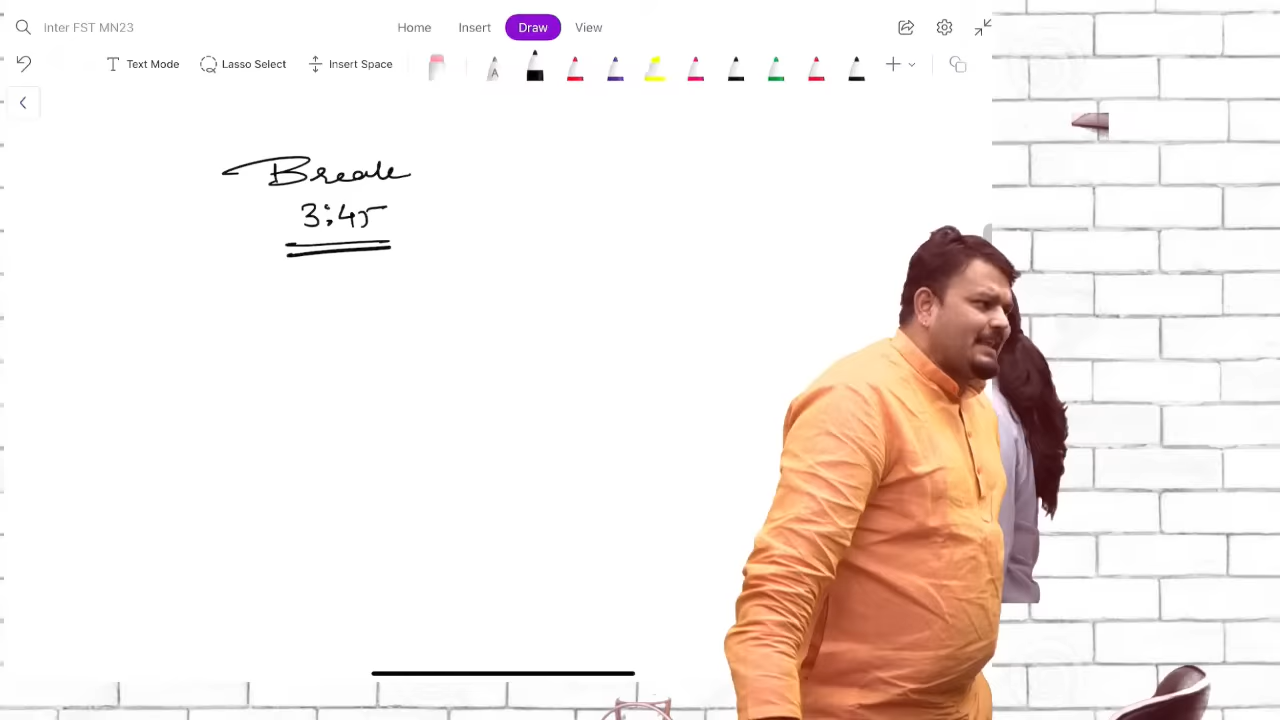 Inter FST MN23
Home Insert Draw View
Text Mode Lasso Select Insert Space
A
Break
3:45